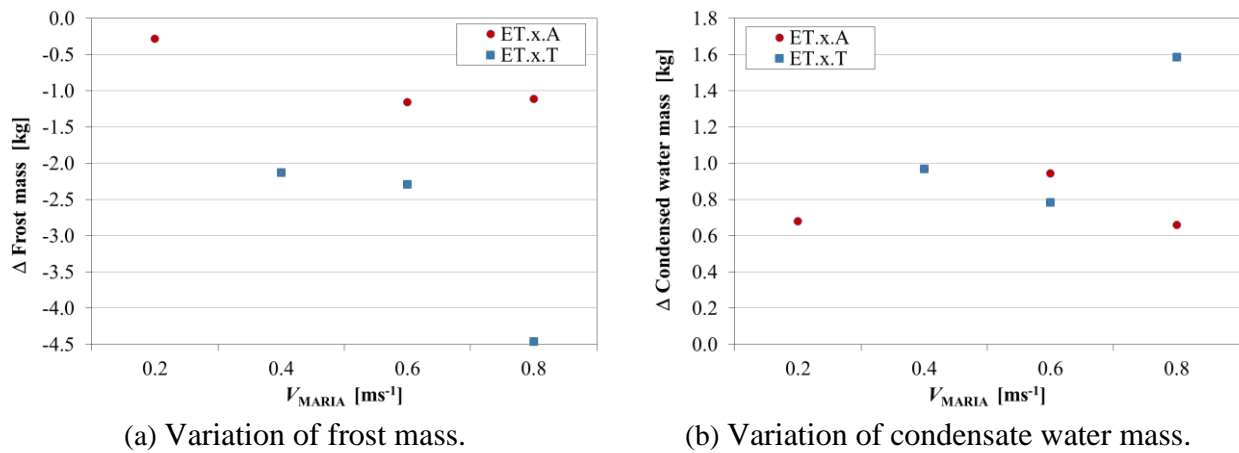 0.0
-0.5
-1.0
-1.5
-2.0
-2.5
-3.0
-3.5
-4.0
-4.5
Δ Frost mass [kg]
ET.x.A
ET.x.T
0.2 0.4 0.6 0.8
VMARIA [ms-1]
(a) Variation of frost mass.
1.8
1.6
1.4
1.2
1.0
0.8
0.6
0.4
0.2
0.0
Δ Condensed water mass [kg]
ET.x.A
ET.x.T
0.2 0.4 0.6 0.8
VMARIA [ms-1]
(b) Variation of condensate water mass.